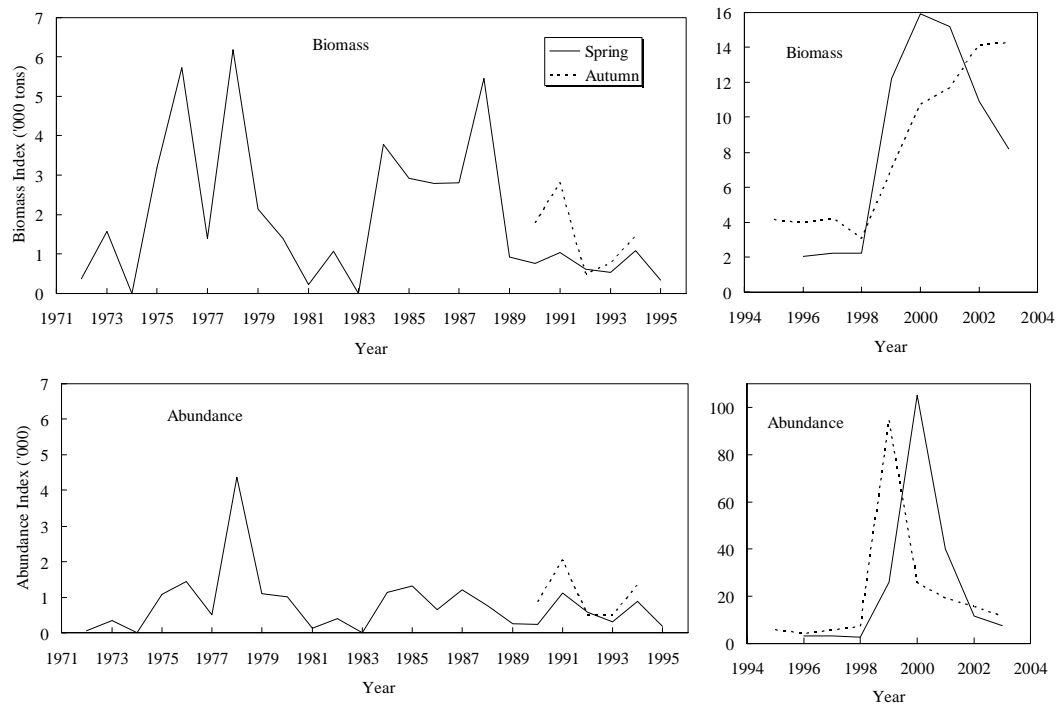 Biomass
Spring
Autumn
Biomass Index ('000 tons)
7
6
5
4
3
2
1
0
1971 1973 1975 1977 1979 1981 1983 1985 1987 1989 1991 1993 1995
Year
Biomass
16
14
12
10
8
6
4
2
0
1994 1996 1998 2000 2002 2004
Year
Abundance
Abundance Index ('000)
7
6
5
4
3
2
1
0
1971 1973 1975 1977 1979 1981 1983 1985 1987 1989 1991 1993 1995
Year
Abundance
100
80
60
40
20
0
1994 1996 1998 2000 2002 2004
Year